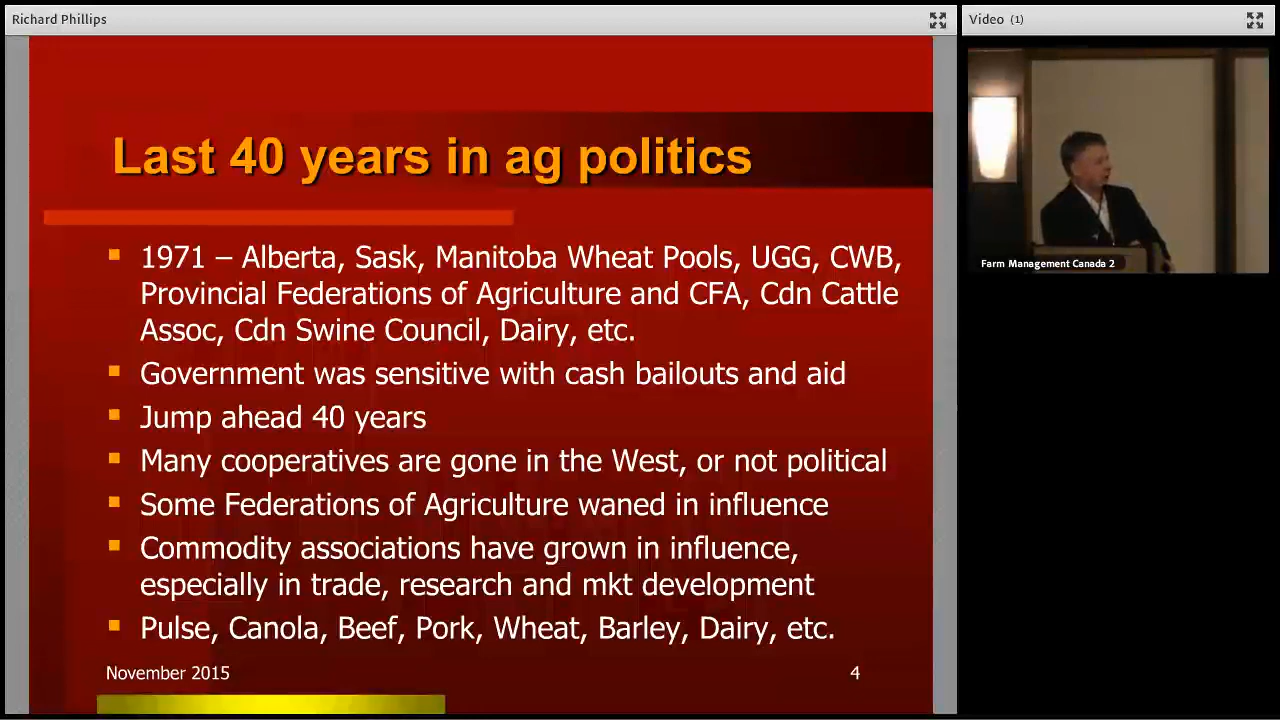 Richard Phillips
Video (1)
Last 40 years in ag politics
1971 – Alberta, Sask, Manitoba Wheat Pools, UGG, CWB,
Provincial Federations of Agriculture and CFA, Cdn Cattle
Assoc, Cdn Swine Council, Dairy, etc.
Government was sensitive with cash bailouts and aid
Jump ahead 40 years
Many cooperatives are gone in the West, or not political
Some Federations of Agriculture waned in influence
Commodity associations have grown in influence,
especially in trade, research and mkt development
Pulse, Canola, Beef, Pork, Wheat, Barley, Dairy, etc.
November 2015
4
Farm Management Canada 2